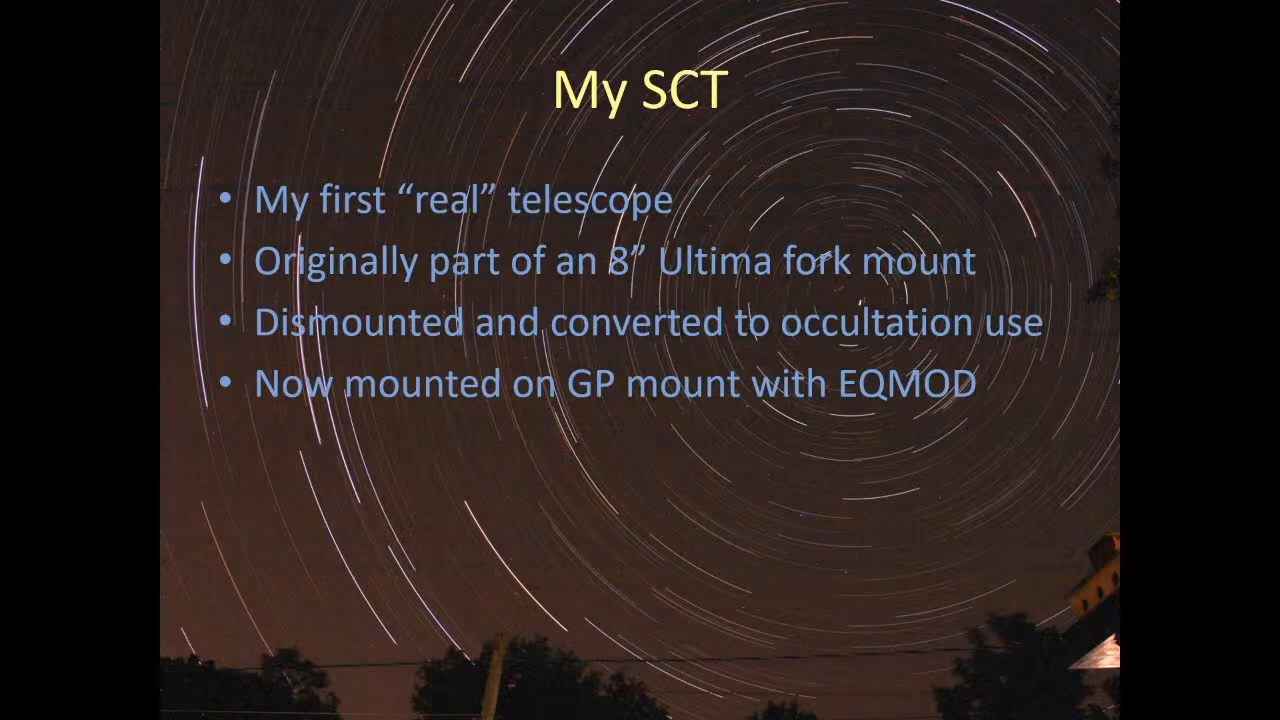 My SCT
• My first “real” telescope
• Originally part of an 8” Ultima fork mount
• Dismounted and converted to occultation use
• Now mounted on GP mount with EQMOD